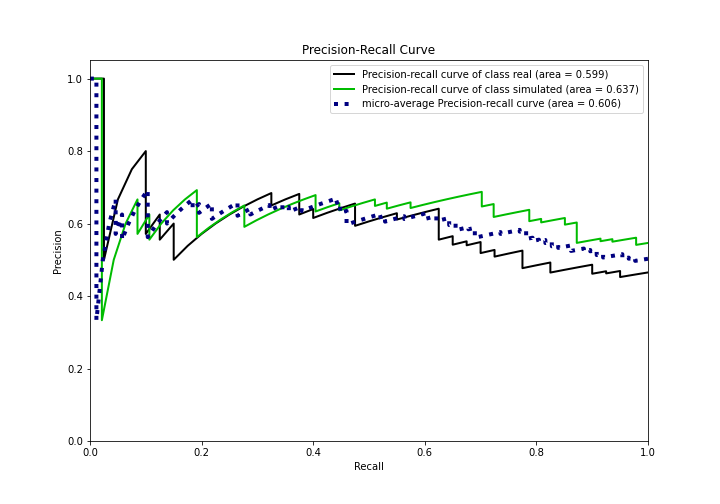 Precision-Recall Curve
Precision-recall curve of class real (area = 0.599)
Precision-recall curve of class simulated (area = 0.637)
micro-average Precision-recall curve (area = 0.606)
Precision
1.0
0.8
0.6
0.4
0.2
0.0
0.0 0.2 0.4 0.6 0.8 1.0
Recall